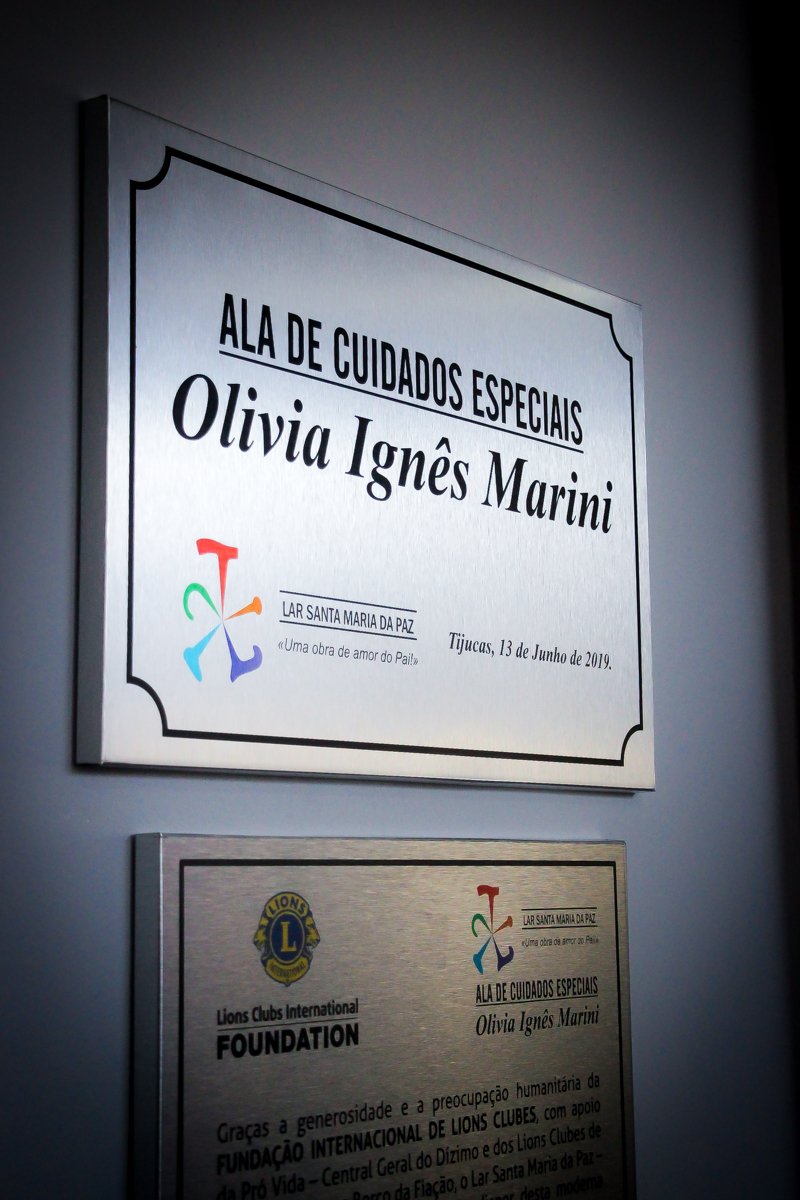 ALA DE CUIDADOS ESPECIAIS
Olivia Ignês Marini
LAR SANTA MARIA DA PAZ
«Uma obra de amor do Pai!»
Tijucas, 13 de Junho de 2019.
LIONS
L
INTERNATIONAL
Lions Clubs International
FOUNDATION
LAR SANTA MARIA DA PAZ
«Uma obra de amor do Pai!»
ALA DE CUIDADOS ESPECIAIS
Olivia Ignês Marini
Graças a generosidade e a preocupação humanitária da
FUNDAÇÃO INTERNACIONAL DE LIONS CLUBES, com apoio
da Pró Vida – Central Geral do Dízimo e dos Lions Clubes de
Berço da Fiação, o Lar Santa Maria da Paz –
desta moderna